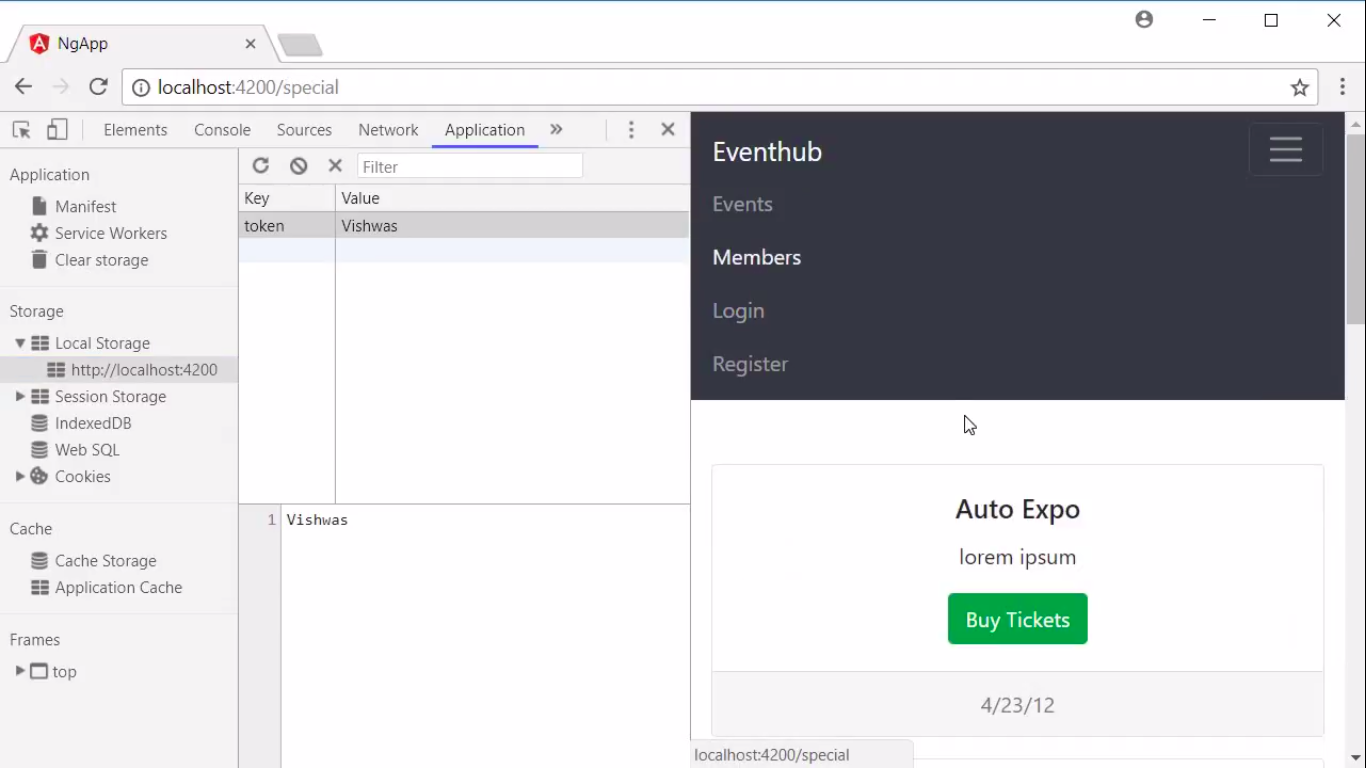 NgApp
localhost:4200/special
Elements Console Sources Network Application »
Application
Manifest
Service Workers
Clear storage
Storage
Local Storage
http://localhost:4200
Session Storage
IndexedDB
Web SQL
Cookies
Cache
Cache Storage
Application Cache
Frames
top
Filter
Key Value
token Vishwas
1 Vishwas
Eventhub
Events
Members
Login
Register
Auto Expo
lorem ipsum
Buy Tickets
4/23/12
localhost:4200/special